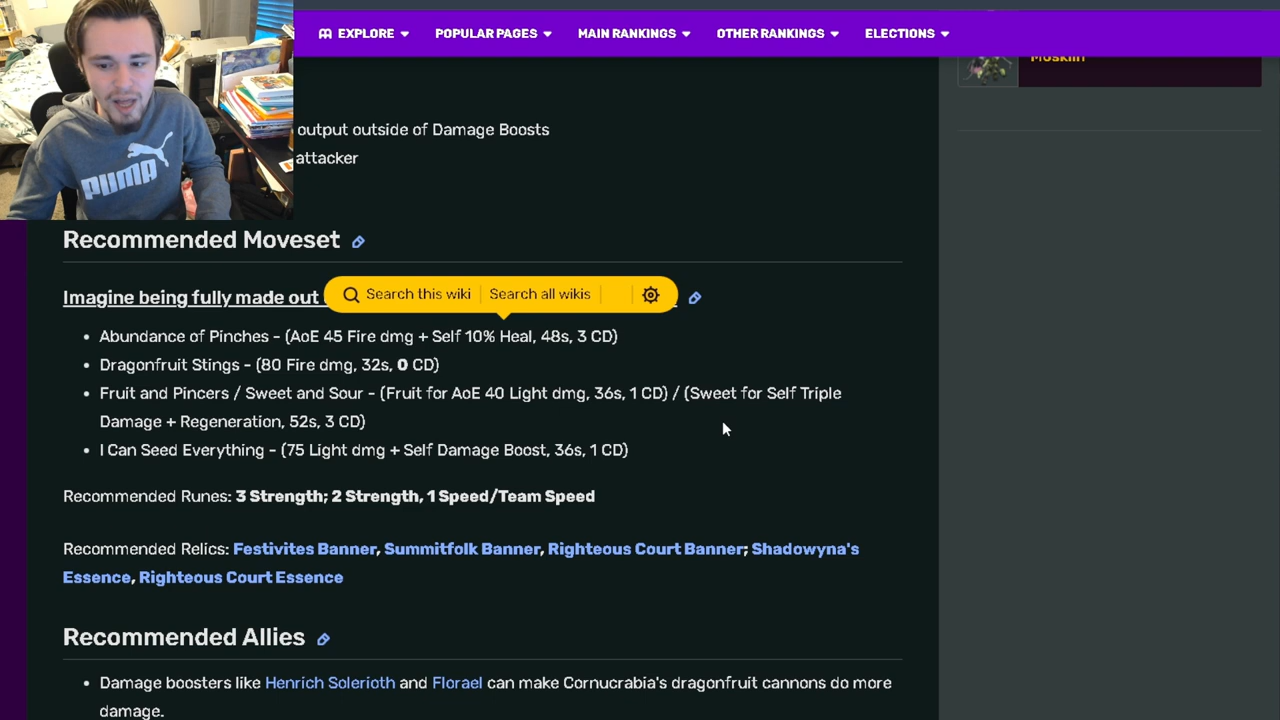 EXPLORE POPULAR PAGES MAIN RANKINGS OTHER RANKINGS ELECTIONS
PUMA
output outside of Damage Boosts
attacker
Recommended Moveset
Imagine being fully made out
Search this wiki Search all wikis
• Abundance of Pinches - (AoE 45 Fire dmg + Self 10% Heal, 48s, 3 CD)
• Dragonfruit Stings - (80 Fire dmg, 32s, 0 CD)
• Fruit and Pincers / Sweet and Sour - (Fruit for AoE 40 Light dmg, 36s, 1 CD) / (Sweet for Self Triple
Damage + Regeneration, 52s, 3 CD)
• I Can Seed Everything - (75 Light dmg + Self Damage Boost, 36s, 1 CD)
Recommended Runes: 3 Strength; 2 Strength, 1 Speed/Team Speed
Recommended Relics: Festivites Banner, Summitfolk Banner, Righteous Court Banner; Shadowyna's
Essence, Righteous Court Essence
Recommended Allies
• Damage boosters like Henrich Solerioth and Florael can make Cornucrabia's dragonfruit cannons do more
damage.